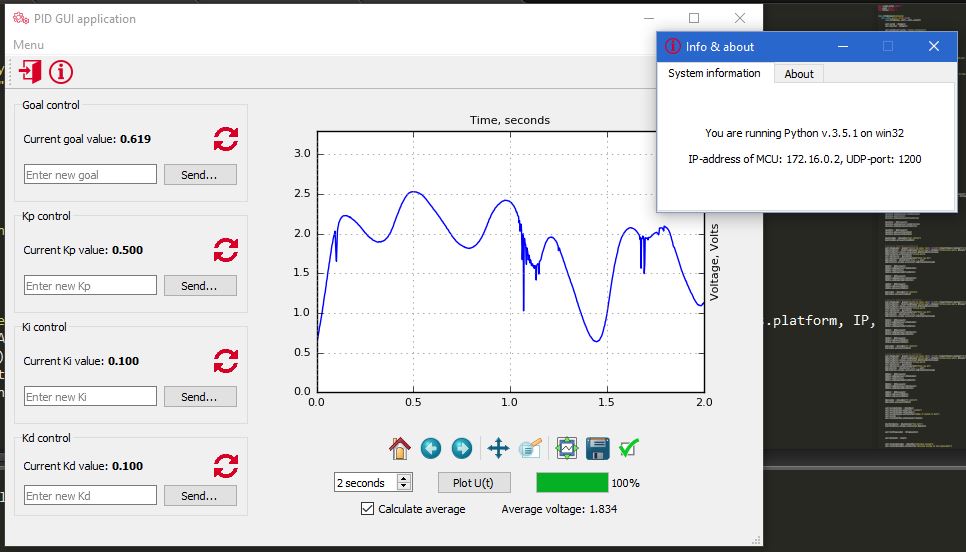 PID GUI application
Menu
Info & about
System information
About
You are running Python v.3.5.1 on win32
IP-address of MCU: 172.16.0.2, UDP-port: 1200
Goal control
Current goal value: 0.619
Enter new goal
Send...
Kp control
Current Kp value: 0.500
Enter new Kp
Send...
Ki control
Current Ki value: 0.100
Enter new Ki
Send...
Kd control
Current Kd value: 0.100
Enter new Kd
Send...
Time, seconds
3.0
2.5
2.0
1.5
1.0
0.5
0.0
0.0 0.5 1.0 1.5 2.0
Voltage, Volts
2 seconds
Plot U(t)
100%
Calculate average
Average voltage: 1.834
.platform, IP,